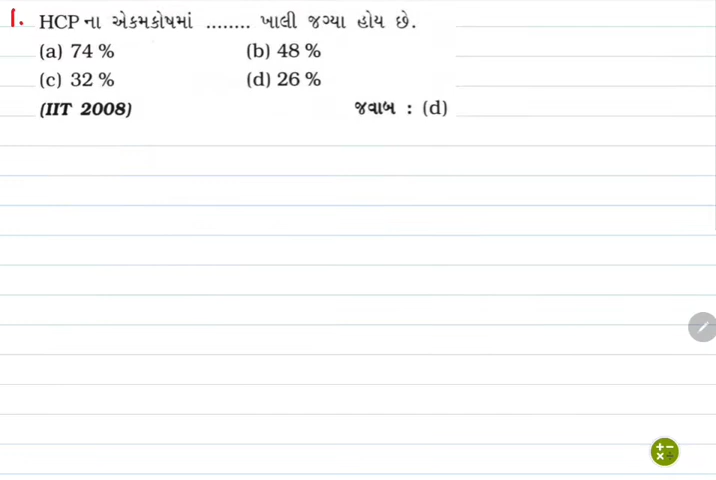 1. HCP ના એકમકોષમાં ........ ખાલી જગ્યા હોય છે.
(a) 74 % (b) 48 %
(c) 32 % (d) 26 %
(IIT 2008) જવાબ : (d)